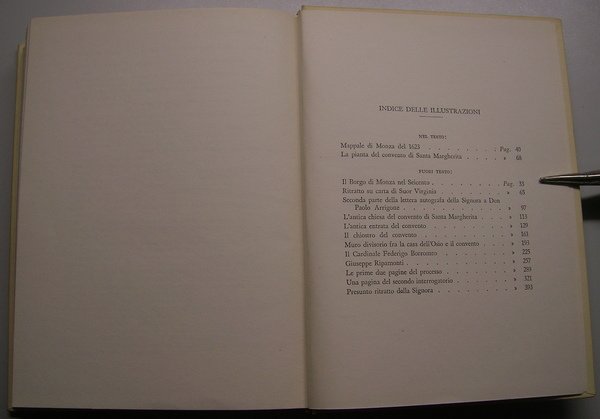 INDICE DELLE ILLUSTRAZIONI
NEL TESTO:
Mappale di Monza del 1623 . . . . . . . . Pag. 40
La pianta del convento di Santa Margherita . . . . » 68
FUORI TESTO:
Il Borgo di Monza nel Seicento . . . . . . . . Pag. 33
Ritratto su carta di Suor Virginia . . . . . . . » 65
Seconda parte della lettera autografa della Signora a Don
Paolo Arrigone . . . . . . . . . . » 97
L'antica chiesa del convento di Santa Margherita . . . » 113
L'antica entrata del convento . . . . . . . . » 129
Il chiostro del convento . . . . . . . . . » 161
Muro divisorio fra la casa dell'Osio e il convento . . . » 193
Il Cardinale Federigo Borromeo . . . . . . . » 225
Giuseppe Ripamonti . . . . . . . . . . » 257
Le prime due pagine del processo . . . . . . . » 289
Una pagina del secondo interrogatorio . . . . . . » 321
Presunto ritratto della Signora . . . . . . . . »